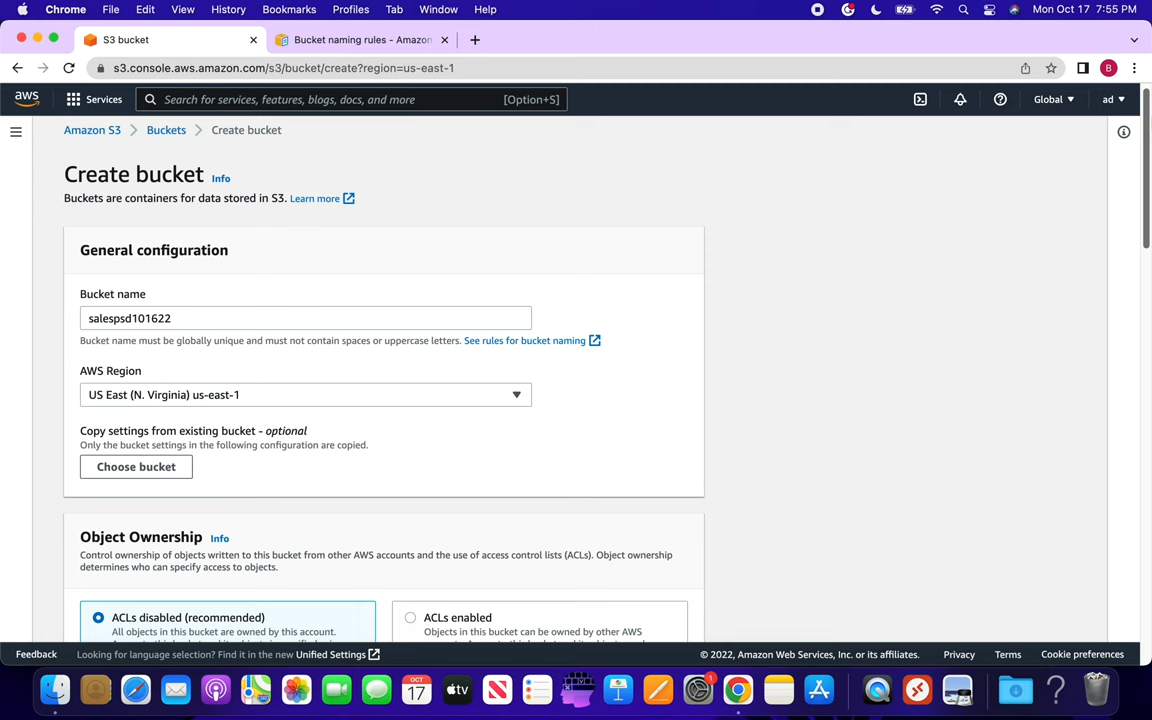 Chrome File Edit View History Bookmarks Profiles Tab Window Help Mon Oct 17 7:55 PM
S3 bucket
Bucket naming rules - Amazon
s3.console.aws.amazon.com/s3/bucket/create?region=us-east-1
B
aws Services Search for services, features, blogs, docs, and more [Option+S] Global ad
Amazon S3 Buckets Create bucket
Create bucket Info
Buckets are containers for data stored in S3. Learn more
General configuration
Bucket name
salespsd101622
Bucket name must be globally unique and must not contain spaces or uppercase letters. See rules for bucket naming
AWS Region
US East (N. Virginia) us-east-1
Copy settings from existing bucket - optional
Only the bucket settings in the following configuration are copied.
Choose bucket
Object Ownership Info
Control ownership of objects written to this bucket from other AWS accounts and the use of access control lists (ACLs). Object ownership
determines who can specify access to objects.
ACLs disabled (recommended)
All objects in this bucket are owned by this account.
ACLs enabled
Objects in this bucket can be owned by other AWS
Feedback Looking for language selection? Find it in the new Unified Settings © 2022, Amazon Web Services, Inc. or its affiliates. Privacy Terms Cookie preferences
OCT
17
tv
1